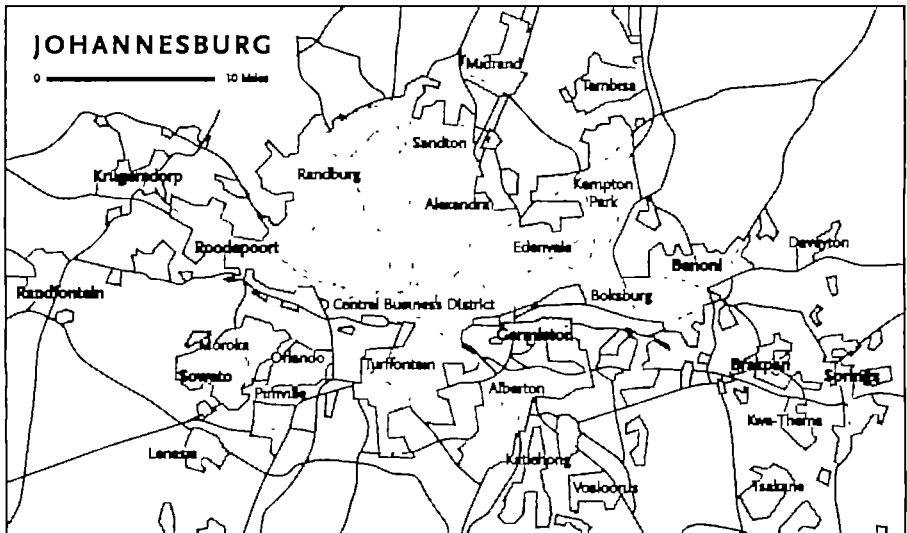 JOHANNESBURG
0 10 Miles
Midrand
Tembisa
Sandton
Krugersdorp
Randburg
Kempton
Park
Alexandra
Roodepoort
Edenvale
Daveyton
Benoni
Randfontein
Boksburg
Central Business District
Germiston
Moroka
Orlando
Turffontein
Brakpan
Springs
Soweto
Pimville
Alberton
Kwa-Thema
Lenasia
Katlehong
Vosloorus
Tsakane